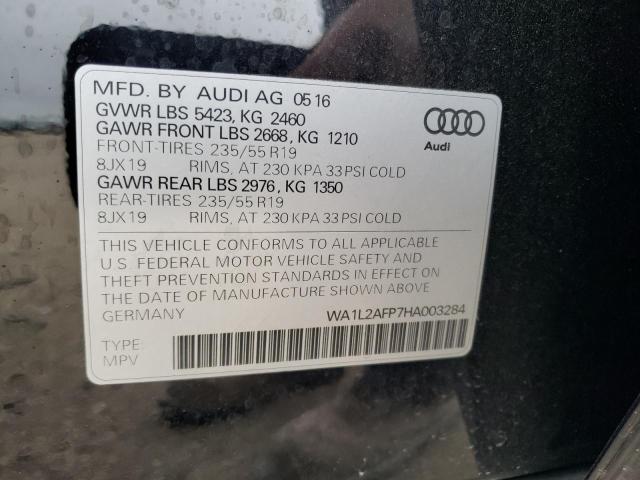 MFD. BY AUDI AG 05 16
GVWR LBS 5423, KG 2460
GAWR FRONT LBS 2668, KG 1210
FRONT-TIRES 235/55 R19
8JX19 RIMS, AT 230 KPA 33 PSI COLD
GAWR REAR LBS 2976, KG 1350
REAR-TIRES 235/55 R19
8JX19 RIMS, AT 230 KPA 33 PSI COLD
Audi
THIS VEHICLE CONFORMS TO ALL APPLICABLE
U.S. FEDERAL MOTOR VEHICLE SAFETY AND
THEFT PREVENTION STANDARDS IN EFFECT ON
THE DATE OF MANUFACTURE SHOWN ABOVE
GERMANY WA1L2AFP7HA003284
TYPE:
MPV